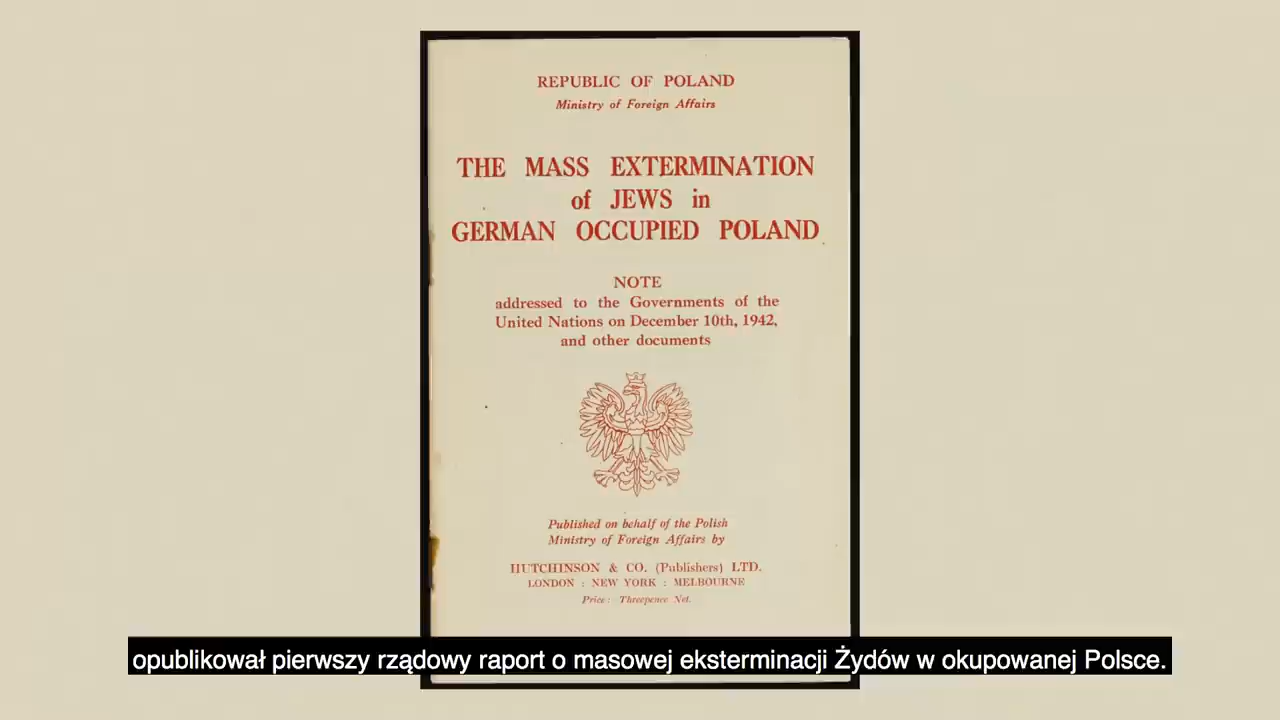 REPUBLIC OF POLAND
Ministry of Foreign Affairs
THE MASS EXTERMINATION
of JEWS in
GERMAN OCCUPIED POLAND
NOTE
addressed to the Governments of the
United Nations on December 10th, 1942,
and other documents
Published on behalf of the Polish
Ministry of Foreign Affairs by
HUTCHINSON & CO. (Publishers) LTD.
LONDON : NEW YORK : MELBOURNE
Price: Threepence Net.
opublikował pierwszy rządowy raport o masowej eksterminacji Żydów w okupowanej Polsce.